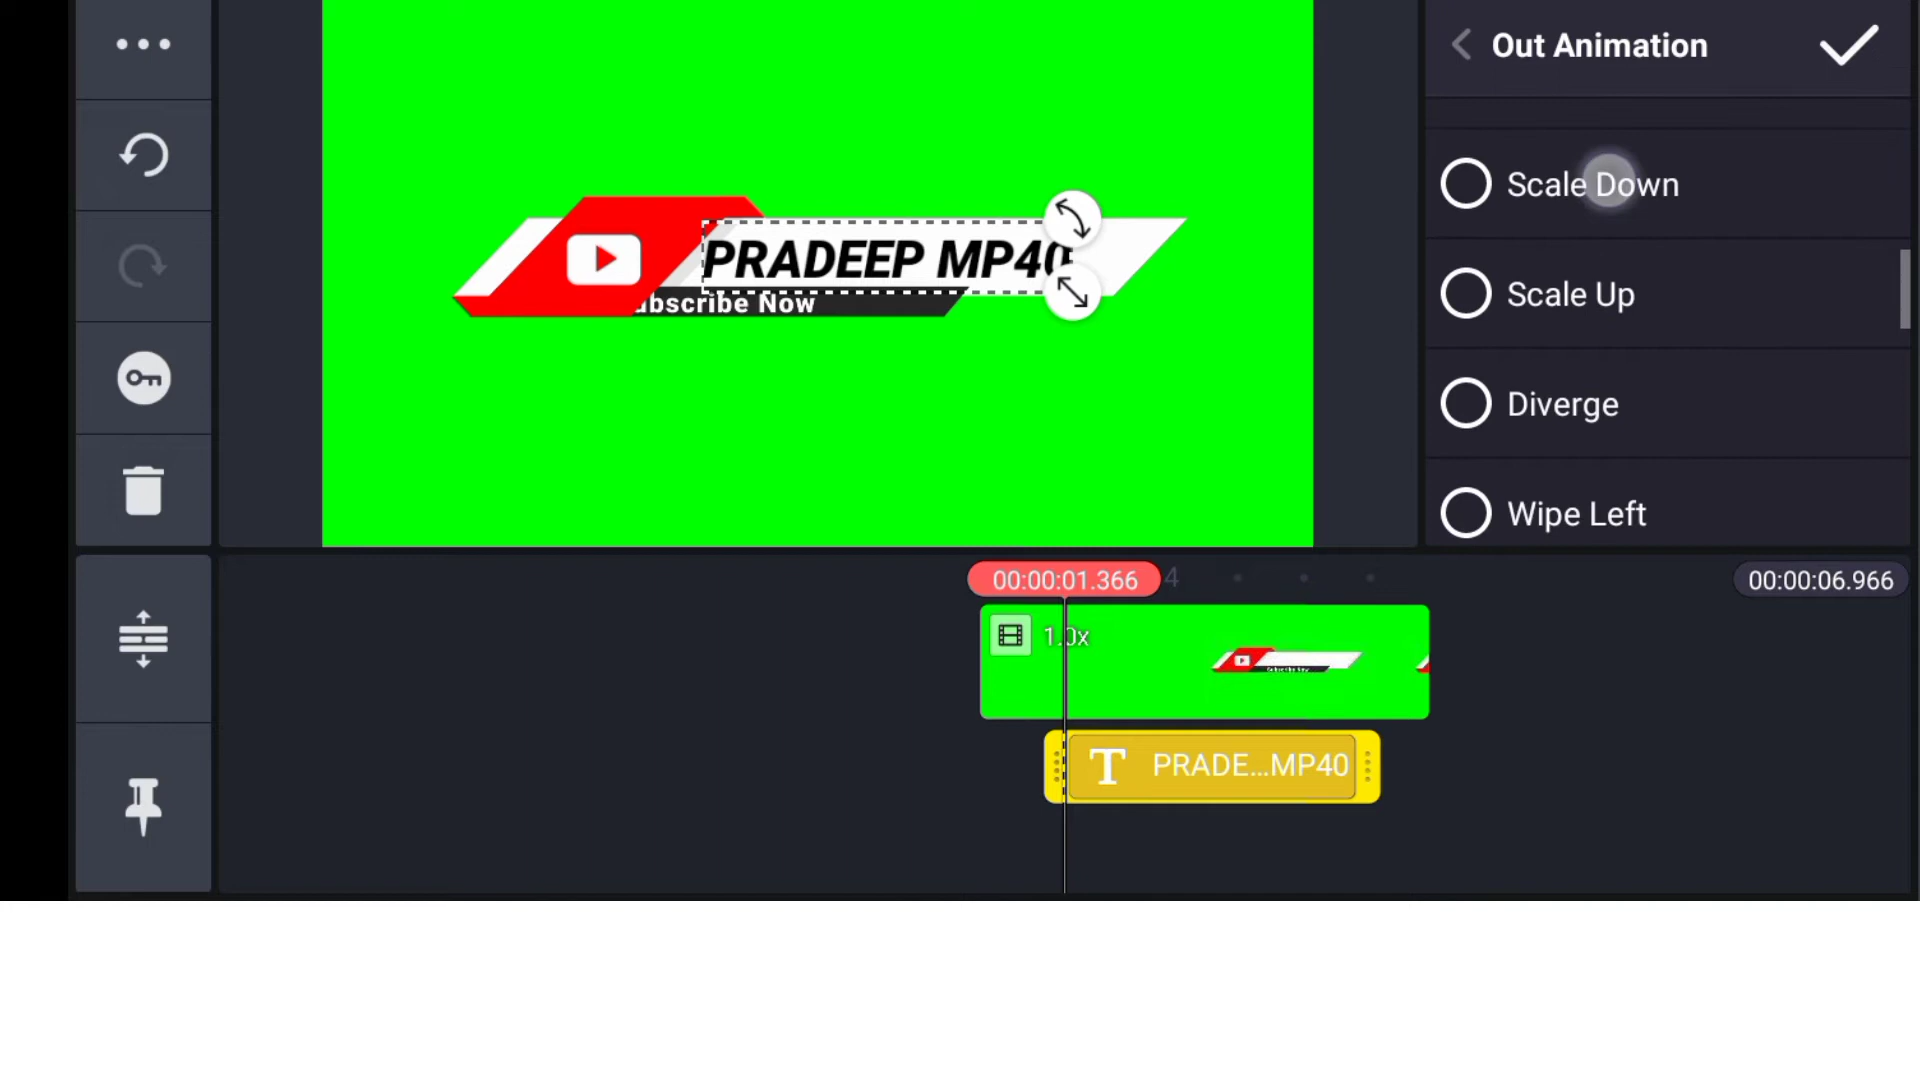 Out Animation
Scale Down
Scale Up
Diverge
Wipe Left
PRADEEP MP40
ubscribe Now
00:00:01.366
4
00:00:06.966
1.0x
T PRADE...MP40